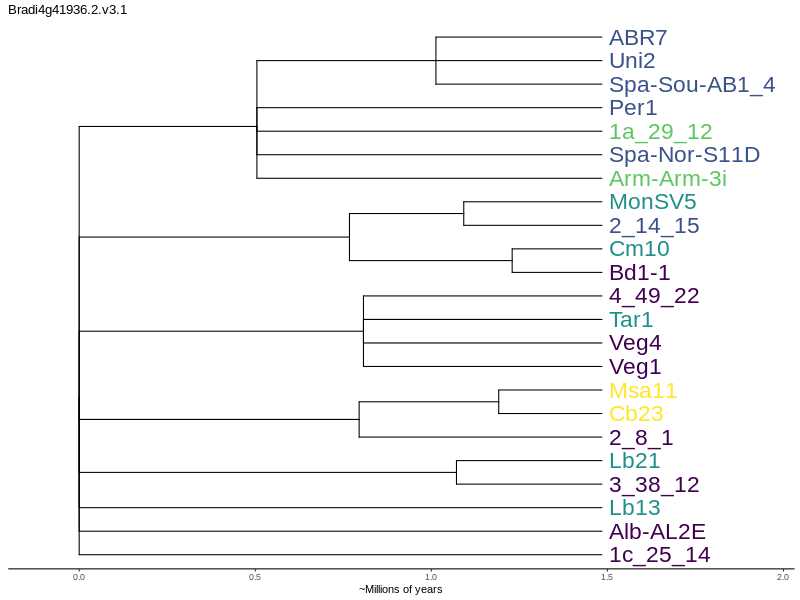 Bradi4g41936.2.v3.1
ABR7
Uni2
Spa-Sou-AB1_4
Per1
1a_29_12
Spa-Nor-S11D
Arm-Arm-3i
MonSV5
2_14_15
Cm10
Bd1-1
4_49_22
Tar1
Veg4
Veg1
Msa11
Cb23
2_8_1
Lb21
3_38_12
Lb13
Alb-AL2E
1c_25_14
0.0 0.5 1.0 1.5 2.0
~Millions of years